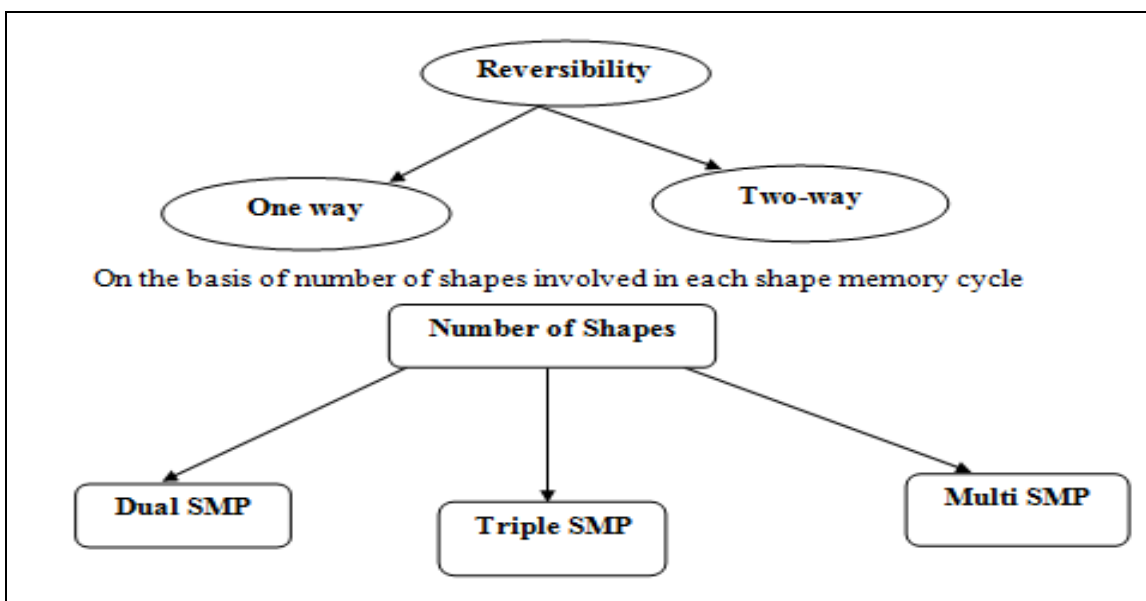 Reversibility
One way
Two-way
On the basis of number of shapes involved in each shape memory cycle
Number of Shapes
Dual SMP
Triple SMP
Multi SMP